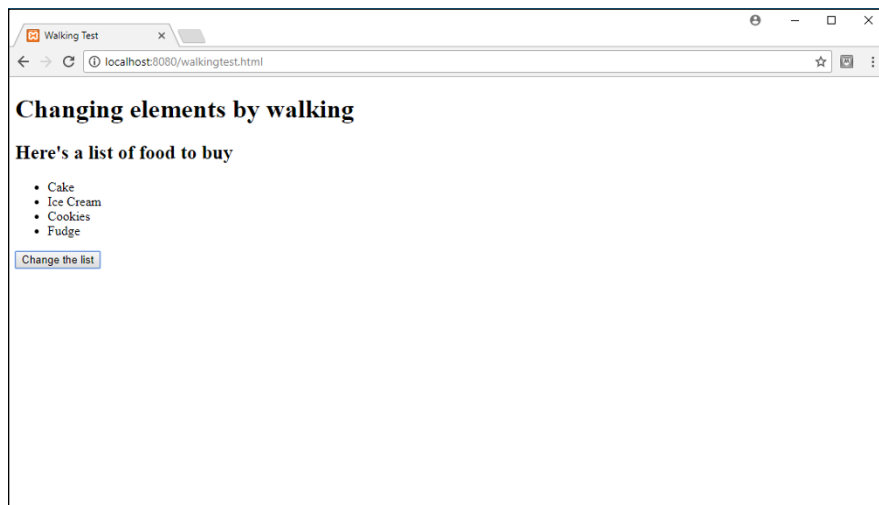 Walking Test
localhost:8080/walkingtest.html
Changing elements by walking
Here's a list of food to buy
Cake
Ice Cream
Cookies
Fudge
Change the list